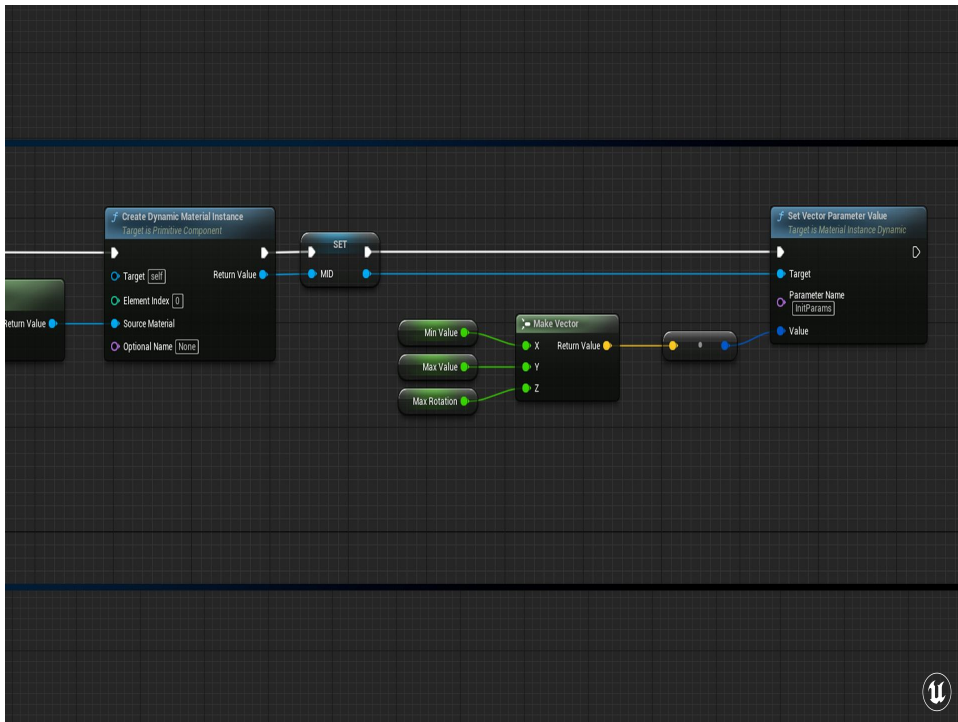 Create Dynamic Material Instance
Target is Primitive Component
Target self
Return Value
Element Index 0
Source Material
Optional Name None
Return Value
SET
MID
Min Value
Max Value
Max Rotation
Make Vector
X Return Value
Y
Z
Set Vector Parameter Value
Target is Material Instance Dynamic
Target
Parameter Name
InitParams
Value